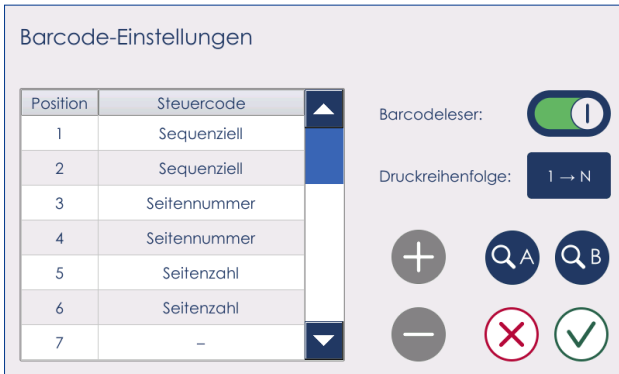 Barcode-Einstellungen
Position Steuercode
1 Sequenziell
2 Sequenziell
3 Seitennummer
4 Seitennummer
5 Seitenzahl
6 Seitenzahl
7 –
Barcodeleser:
Druckreihenfolge: 1 → N
A B